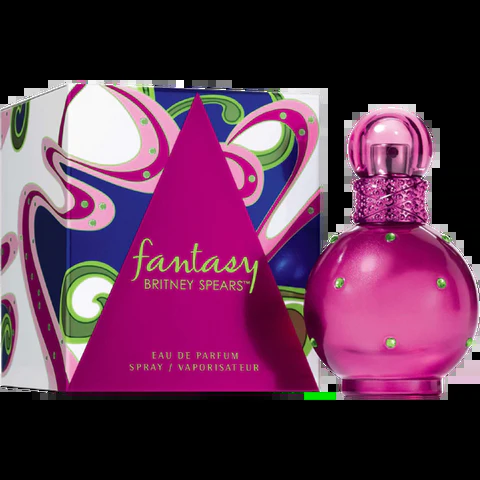 fantasy
BRITNEY SPEARS™
EAU DE PARFUM
SPRAY / VAPORISATEUR